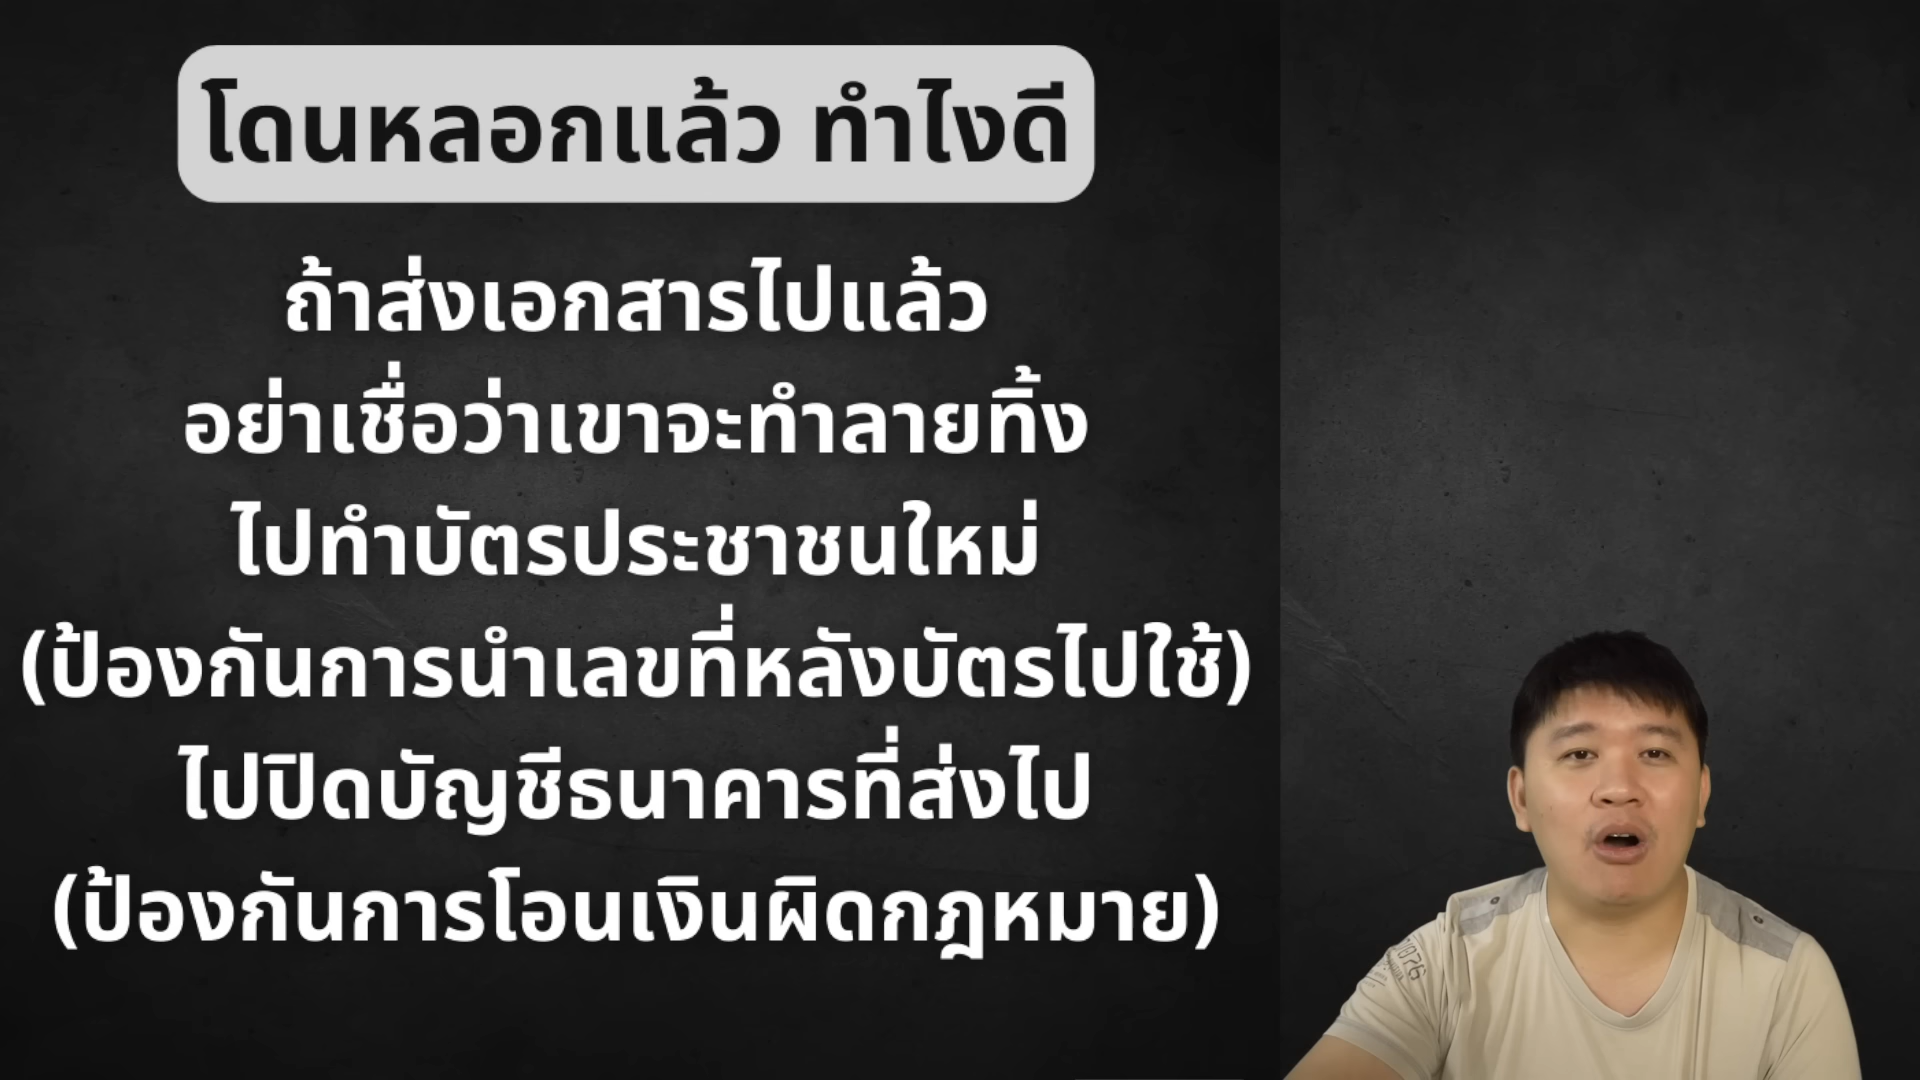 โดนหลอกแล้ว ทำไงดี
ถ้าส่งเอกสารไปแล้ว
อย่าเชื่อว่าเขาจะทำลายทิ้ง
ไปทำบัตรประชาชนใหม่
(ป้องกันการนำเลขที่หลังบัตรไปใช้)
ไปปิดบัญชีธนาคารที่ส่งไป
(ป้องกันการโอนเงินผิดกฎหมาย)